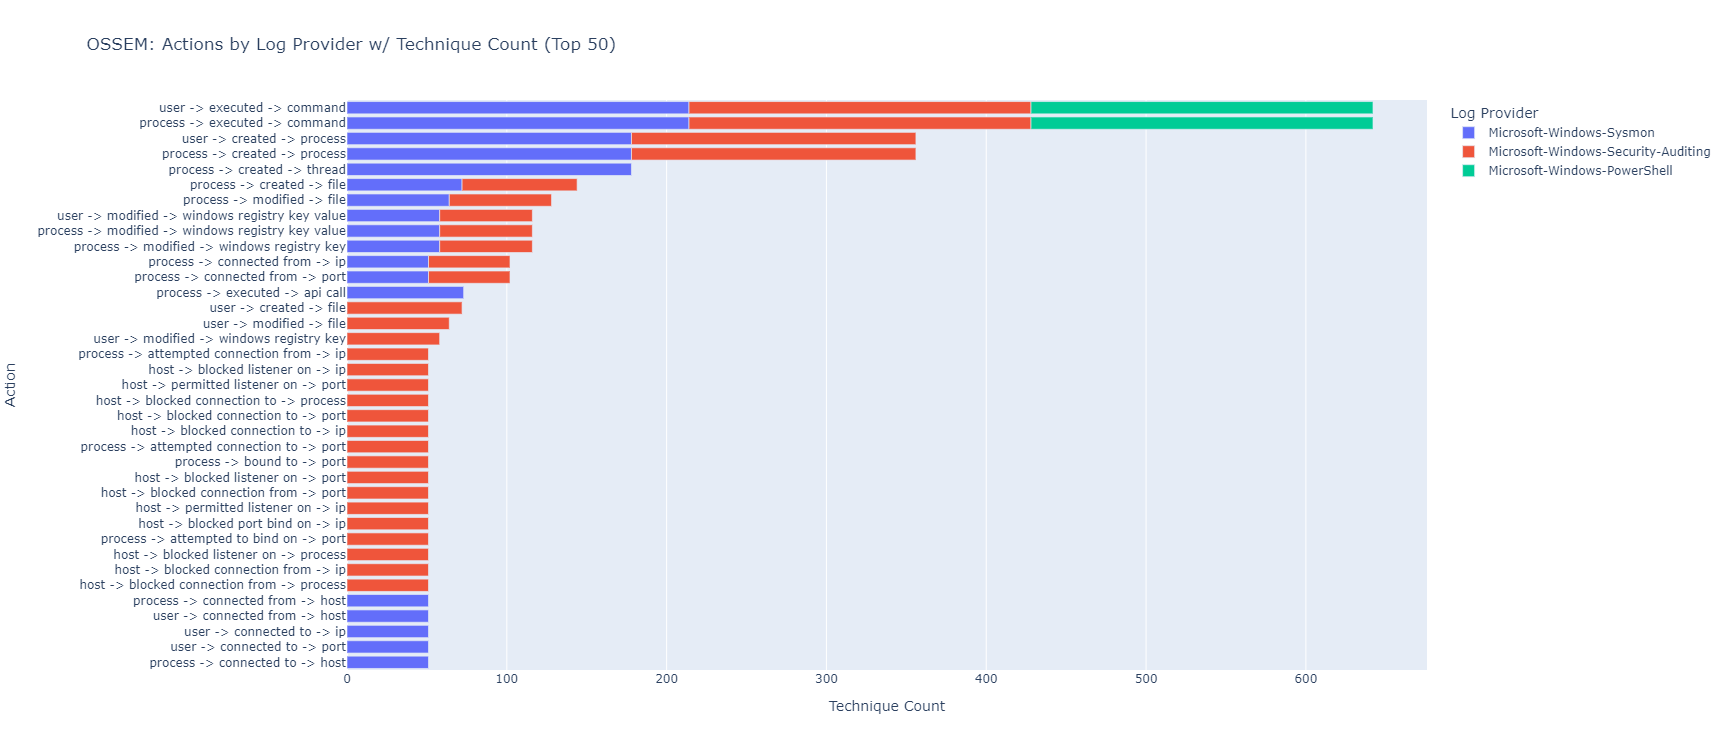 OSSEM: Actions by Log Provider w/ Technique Count (Top 50)
user -> executed -> command
process -> executed -> command
user -> created -> process
process -> created -> process
process -> created -> thread
process -> created -> file
process -> modified -> file
user -> modified -> windows registry key value
process -> modified -> windows registry key value
process -> modified -> windows registry key
process -> connected from -> ip
process -> connected from -> port
process -> executed -> api call
user -> created -> file
user -> modified -> file
user -> modified -> windows registry key
process -> attempted connection from -> ip
host -> blocked listener on -> ip
host -> permitted listener on -> port
host -> blocked connection to -> process
host -> blocked connection to -> port
host -> blocked connection to -> ip
process -> attempted connection to -> port
process -> bound to -> port
host -> blocked listener on -> port
host -> blocked connection from -> port
host -> permitted listener on -> ip
host -> blocked port bind on -> ip
process -> attempted to bind on -> port
host -> blocked listener on -> process
host -> blocked connection from -> ip
host -> blocked connection from -> process
process -> connected from -> host
user -> connected from -> host
user -> connected to -> ip
user -> connected to -> port
process -> connected to -> host
Action
0 100 200 300 400 500 600
Technique Count
Log Provider
Microsoft-Windows-Sysmon
Microsoft-Windows-Security-Auditing
Microsoft-Windows-PowerShell